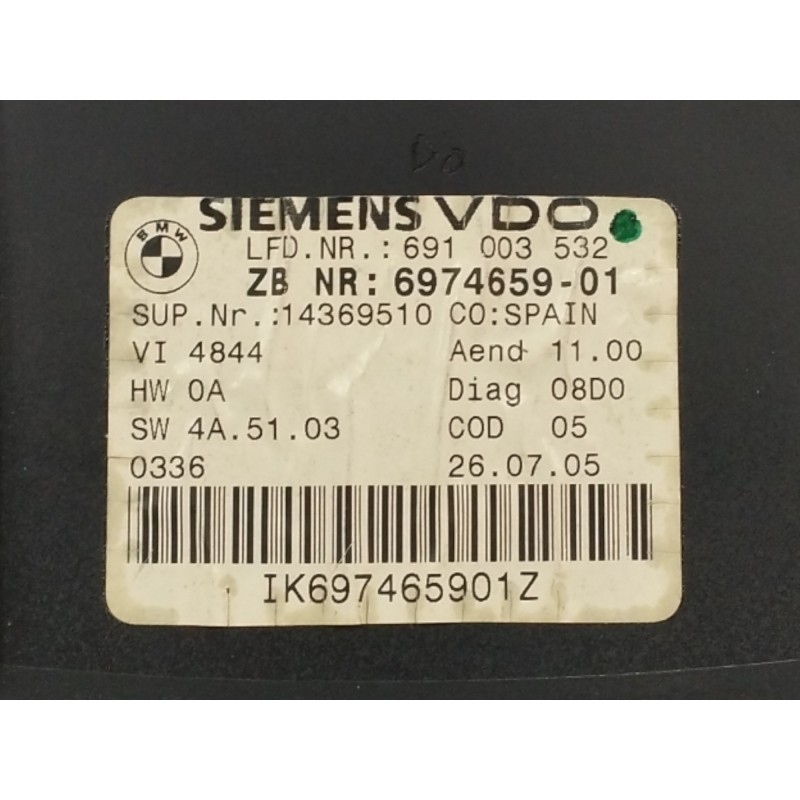 SIEMENS VDO
BMW
LFD.NR.: 691 003 532
ZB NR: 6974659-01
SUP.Nr.:14369510 CO:SPAIN
VI 4844 Aend 11.00
HW 0A Diag 08D0
SW 4A.51.03 COD 05
0336 26.07.05
IK697465901Z